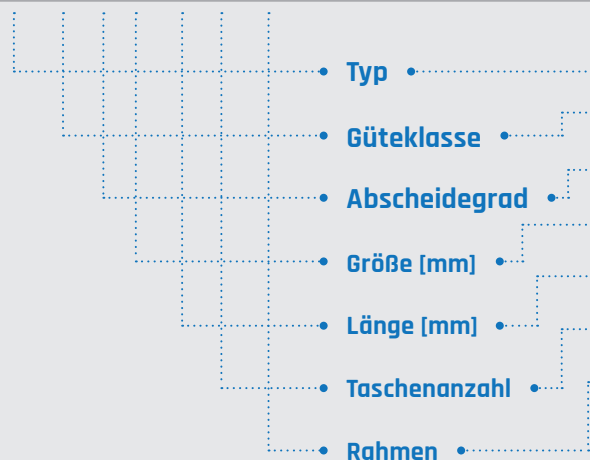 Typ
Güteklasse
Abscheidegrad
Größe [mm]
Länge [mm]
Taschenanzahl
Rahmen